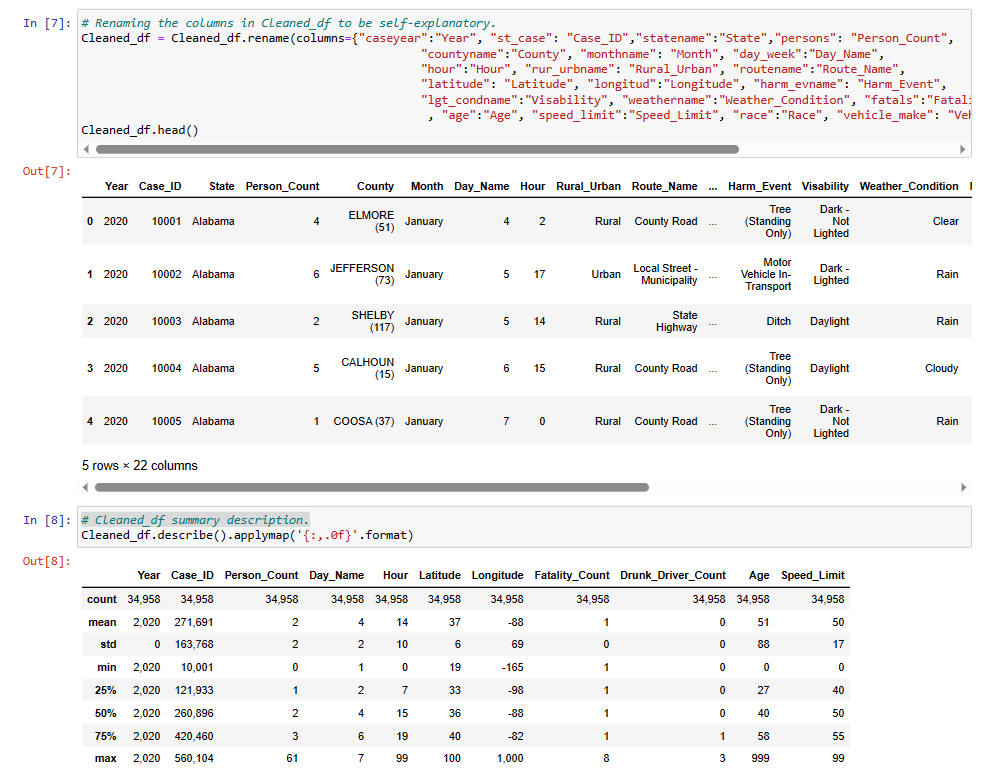 In [7]: # Renaming the columns in Cleaned_df to be self-explanatory.
Cleaned_df = Cleaned_df.rename(columns={"caseyear":"Year", "st_case": "Case_ID","statename":"State","persons": "Person_Count",
"countyname":"County", "monthname": "Month", "day_week":"Day_Name",
"hour":"Hour", "rur_urbname": "Rural_Urban", "routename":"Route_Name",
"latitude": "Latitude", "longitud":"Longitude", "harm_evname": "Harm_Event",
"lgt_condname":"Visability", "weathername":"Weather_Condition", "fatals":"Fatali
, "age":"Age", "speed_limit":"Speed_Limit", "race":"Race", "vehicle_make": "Veh
Cleaned_df.head()
Out[7]:
Year Case_ID State Person_Count County Month Day_Name Hour Rural_Urban Route_Name ... Harm_Event Visability Weather_Condition
0 2020 10001 Alabama 4 ELMORE (51) January 4 2 Rural County Road ... Tree (Standing Only) Dark - Not Lighted Clear
1 2020 10002 Alabama 6 JEFFERSON (73) January 5 17 Urban Local Street - Municipality ... Motor Vehicle In-Transport Dark - Lighted Rain
2 2020 10003 Alabama 2 SHELBY (117) January 5 14 Rural State Highway ... Ditch Daylight Rain
3 2020 10004 Alabama 5 CALHOUN (15) January 6 15 Rural County Road ... Tree (Standing Only) Daylight Cloudy
4 2020 10005 Alabama 1 COOSA (37) January 7 0 Rural County Road ... Tree (Standing Only) Dark - Not Lighted Rain
5 rows × 22 columns
In [8]: # Cleaned_df summary description.
Cleaned_df.describe().applymap('{:,.0f}'.format)
Out[8]:
Year Case_ID Person_Count Day_Name Hour Latitude Longitude Fatality_Count Drunk_Driver_Count Age Speed_Limit
count 34,958 34,958 34,958 34,958 34,958 34,958 34,958 34,958 34,958 34,958 34,958
mean 2,020 271,691 2 4 14 37 -88 1 0 51 50
std 0 163,768 2 2 10 6 69 0 0 88 17
min 2,020 10,001 0 1 0 19 -165 1 0 0 0
25% 2,020 121,933 1 2 7 33 -98 1 0 27 40
50% 2,020 260,896 2 4 15 36 -88 1 0 40 50
75% 2,020 420,460 3 6 19 40 -82 1 1 58 55
max 2,020 560,104 61 7 99 100 1,000 8 3 999 99